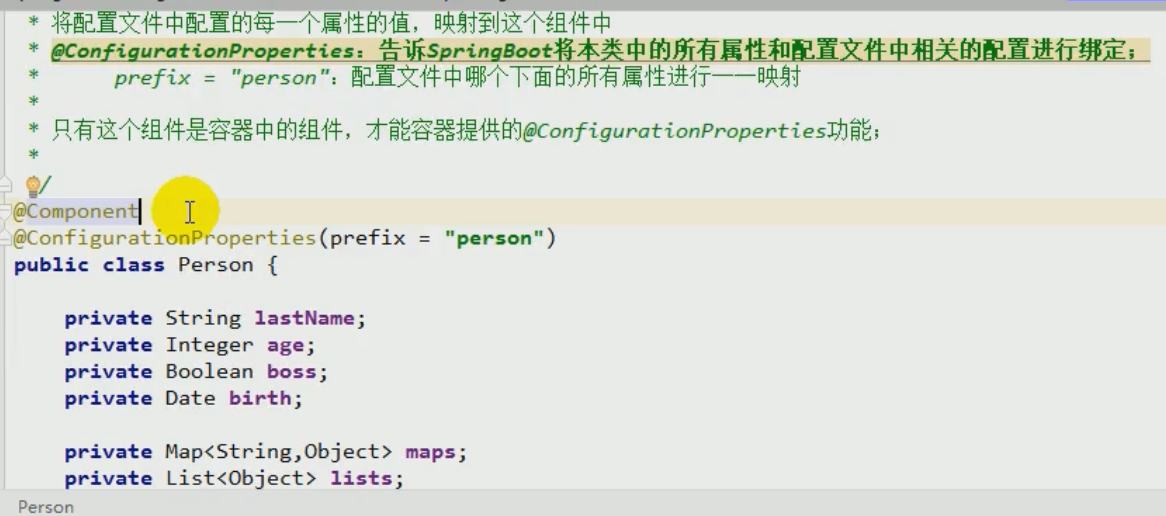 * 将配置文件中配置的每一个属性的值，映射到这个组件中
* @ConfigurationProperties：告诉SpringBoot将本类中的所有属性和配置文件中相关的配置进行绑定；
* prefix = "person"：配置文件中哪个下面的所有属性进行一一映射
*
* 只有这个组件是容器中的组件，才能容器提供的@ConfigurationProperties功能；
*
/
@Component
@ConfigurationProperties(prefix = "person")
public class Person {
private String lastName;
private Integer age;
private Boolean boss;
private Date birth;
private Map<String,Object> maps;
private List<Object> lists;
Person